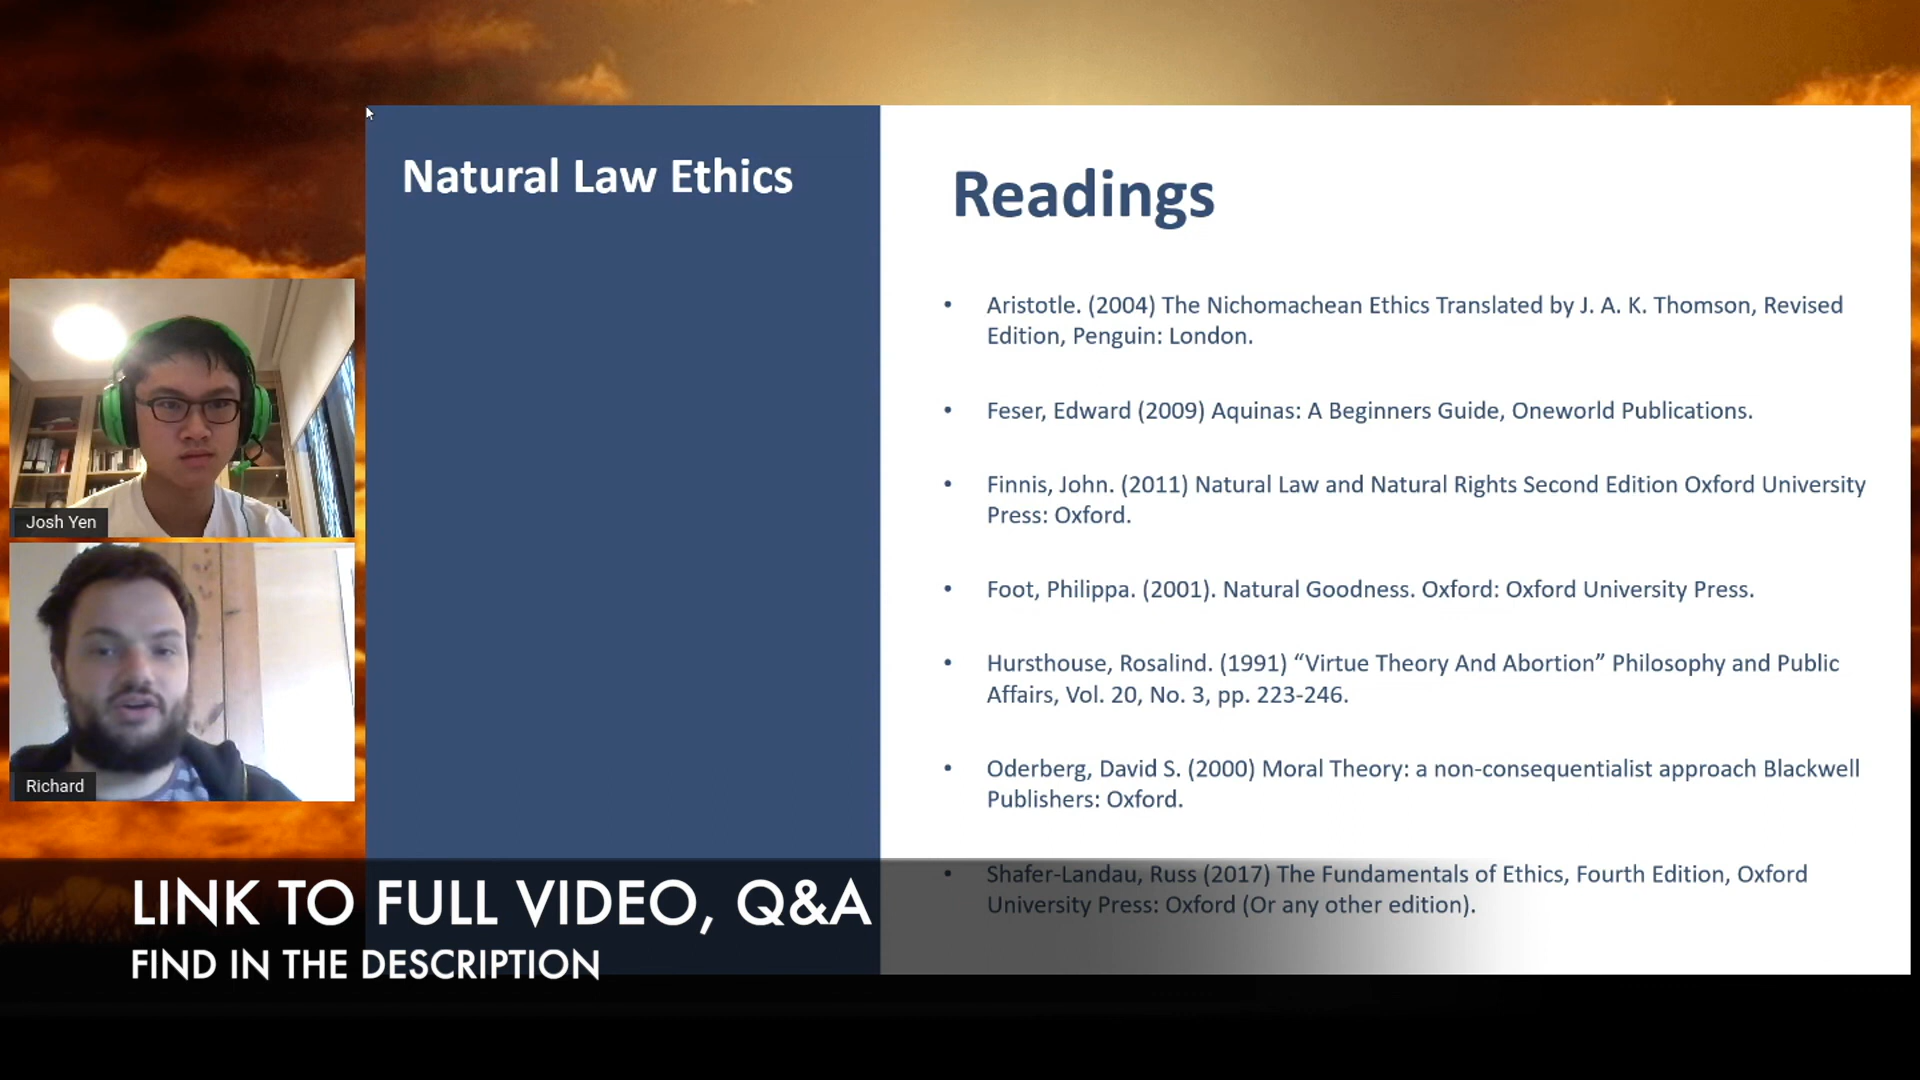 Natural Law Ethics
Readings
• Aristotle. (2004) The Nichomachean Ethics Translated by J. A. K. Thomson, Revised
Edition, Penguin: London.
• Feser, Edward (2009) Aquinas: A Beginners Guide, Oneworld Publications.
• Finnis, John. (2011) Natural Law and Natural Rights Second Edition Oxford University
Press: Oxford.
• Foot, Philippa. (2001). Natural Goodness. Oxford: Oxford University Press.
• Hursthouse, Rosalind. (1991) “Virtue Theory And Abortion” Philosophy and Public
Affairs, Vol. 20, No. 3, pp. 223-246.
• Oderberg, David S. (2000) Moral Theory: a non-consequentialist approach Blackwell
Publishers: Oxford.
• Shafer-Landau, Russ (2017) The Fundamentals of Ethics, Fourth Edition, Oxford
University Press: Oxford (Or any other edition).
Josh Yen
Richard
LINK TO FULL VIDEO, Q&A
FIND IN THE DESCRIPTION